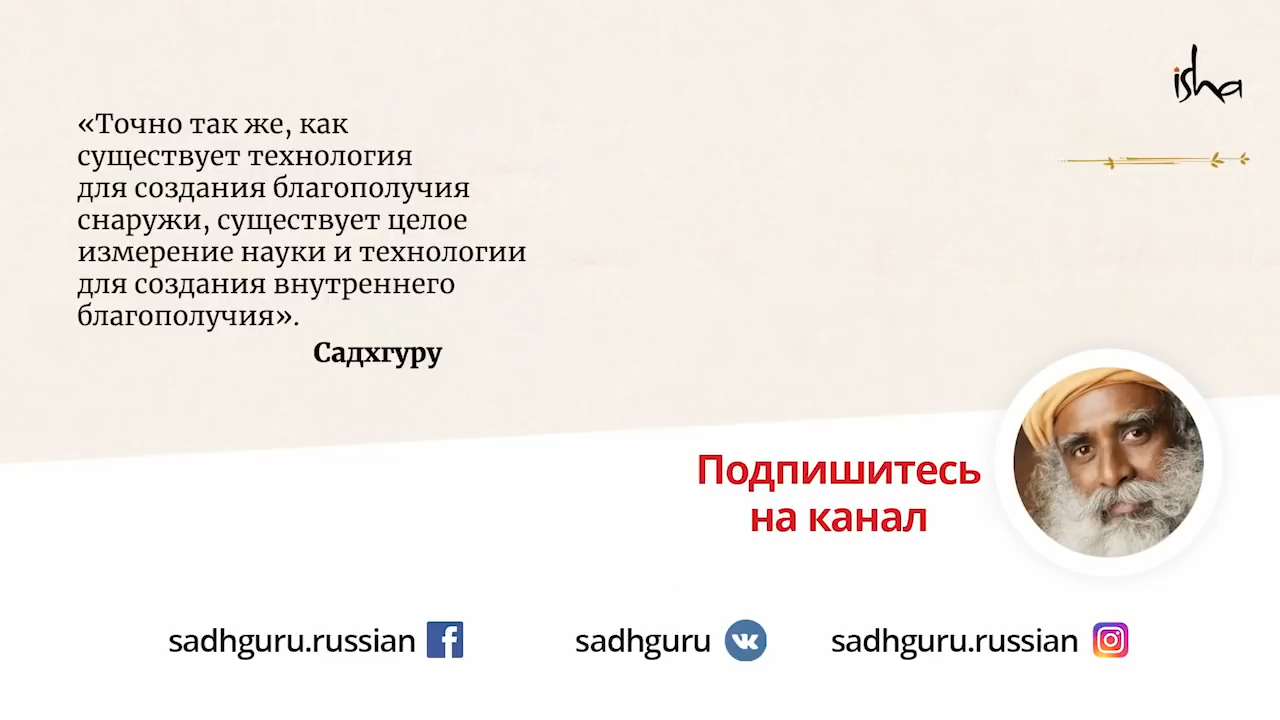 isha
«Точно так же, как
существует технология
для создания благополучия
снаружи, существует целое
измерение науки и технологии
для создания внутреннего
благополучия».
Садхгуру
Подпишитесь
на канал
sadhguru.russian
sadhguru
sadhguru.russian